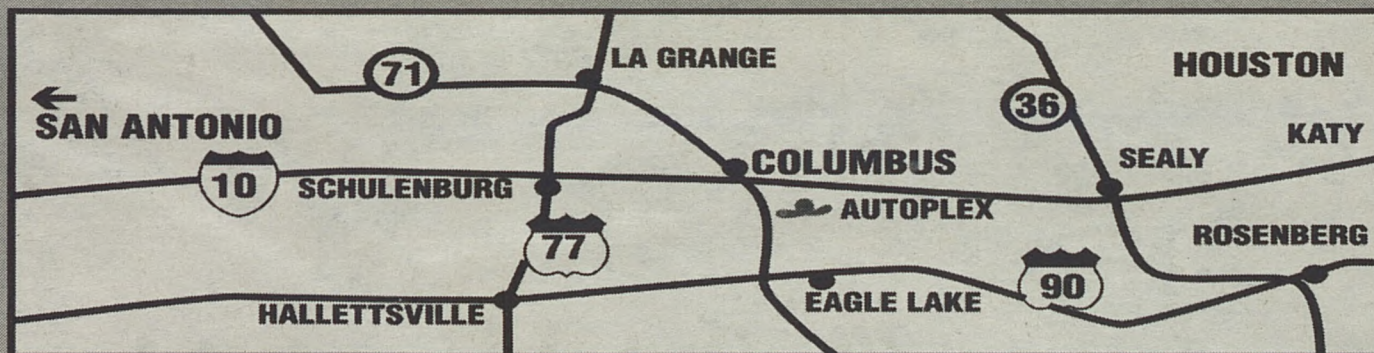 LA GRANGE
HOUSTON
71
36
SAN ANTONIO
KATY
COLUMBUS
SEALY
10
SCHULENBURG
AUTOPLEX
77
ROSENBERG
90
HALLETTSVILLE
EAGLE LAKE